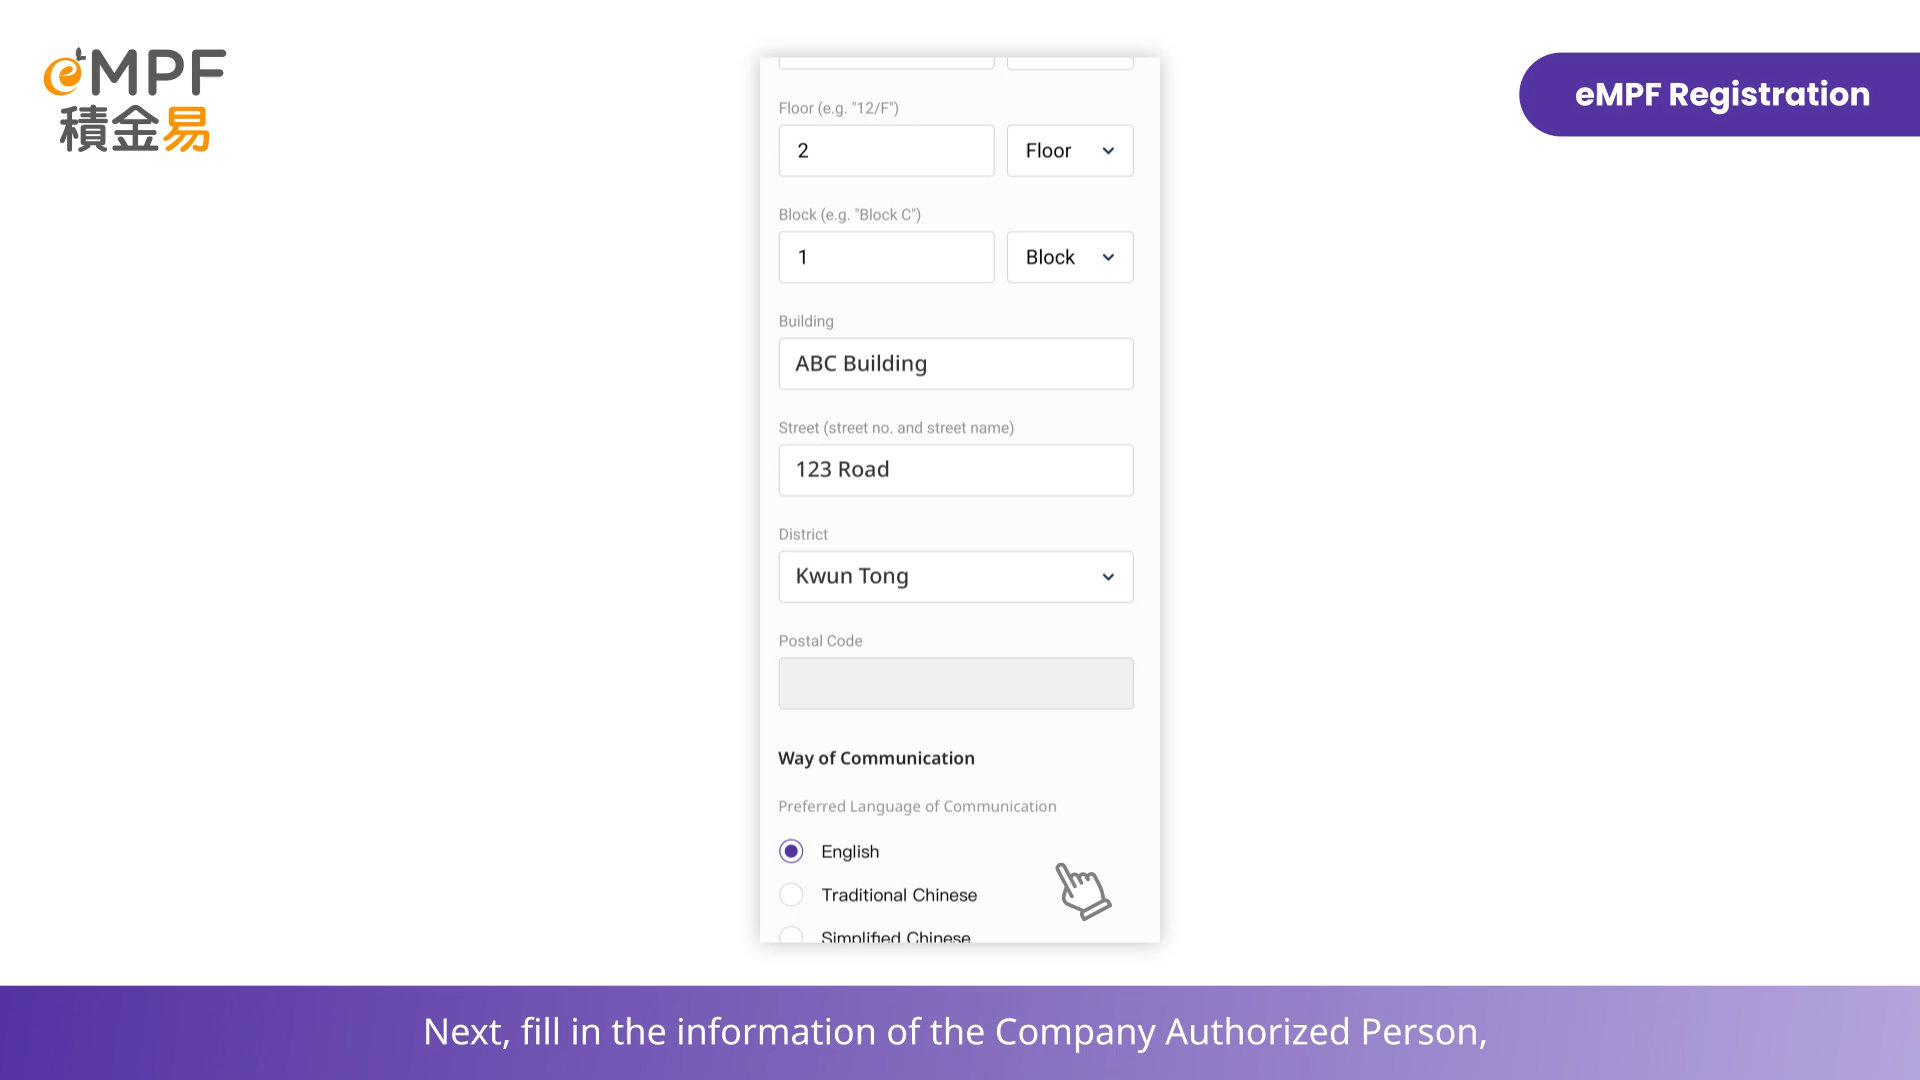 eMPF
積金易
eMPF Registration
Floor (e.g. "12/F")
2
Floor
Block (e.g. "Block C")
1
Block
Building
ABC Building
Street (street no. and street name)
123 Road
District
Kwun Tong
Postal Code
Way of Communication
Preferred Language of Communication
English
Traditional Chinese
Simplified Chinese
Next, fill in the information of the Company Authorized Person,